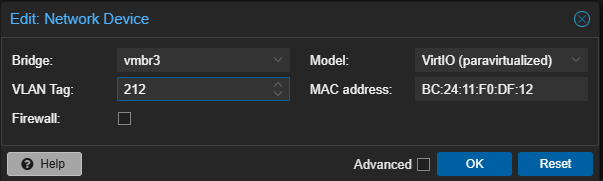 Edit: Network Device
Bridge: vmbr3 Model: VirtIO (paravirtualized)
VLAN Tag: 212 MAC address: BC:24:11:F0:DF:12
Firewall:
? Help Advanced OK Reset